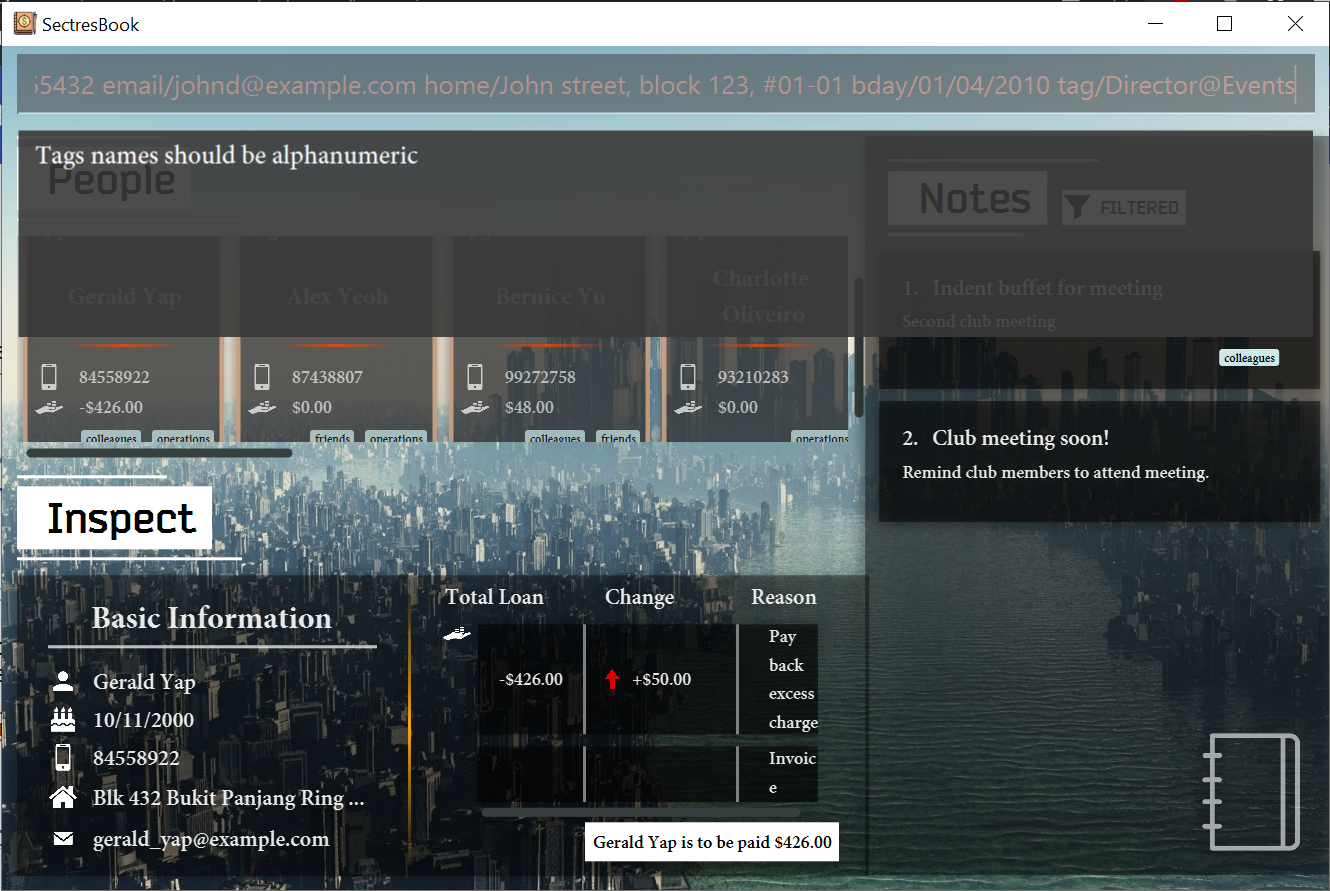 SectresBook
55432 email/johnd@example.com home/John street, block 123, #01-01 bday/01/04/2010 tag/Director@Events
Tags names should be alphanumeric
People
Notes
FILTERED
Gerald Yap
Alex Yeoh
Bernice Yu
Charlotte
Oliveiro
84558922
-$426.00
colleagues
operations
87438807
$0.00
friends
operations
99272758
$48.00
colleagues
friends
93210283
$0.00
operations
1. Indent buffet for meeting
Second club meeting
colleagues
2. Club meeting soon!
Remind club members to attend meeting.
Inspect
Basic Information
Gerald Yap
10/11/2000
84558922
Blk 432 Bukit Panjang Ring ...
gerald_yap@example.com
Total Loan
Change
Reason
-$426.00
+$50.00
Pay
back
excess
charge
Invoic
e
Gerald Yap is to be paid $426.00